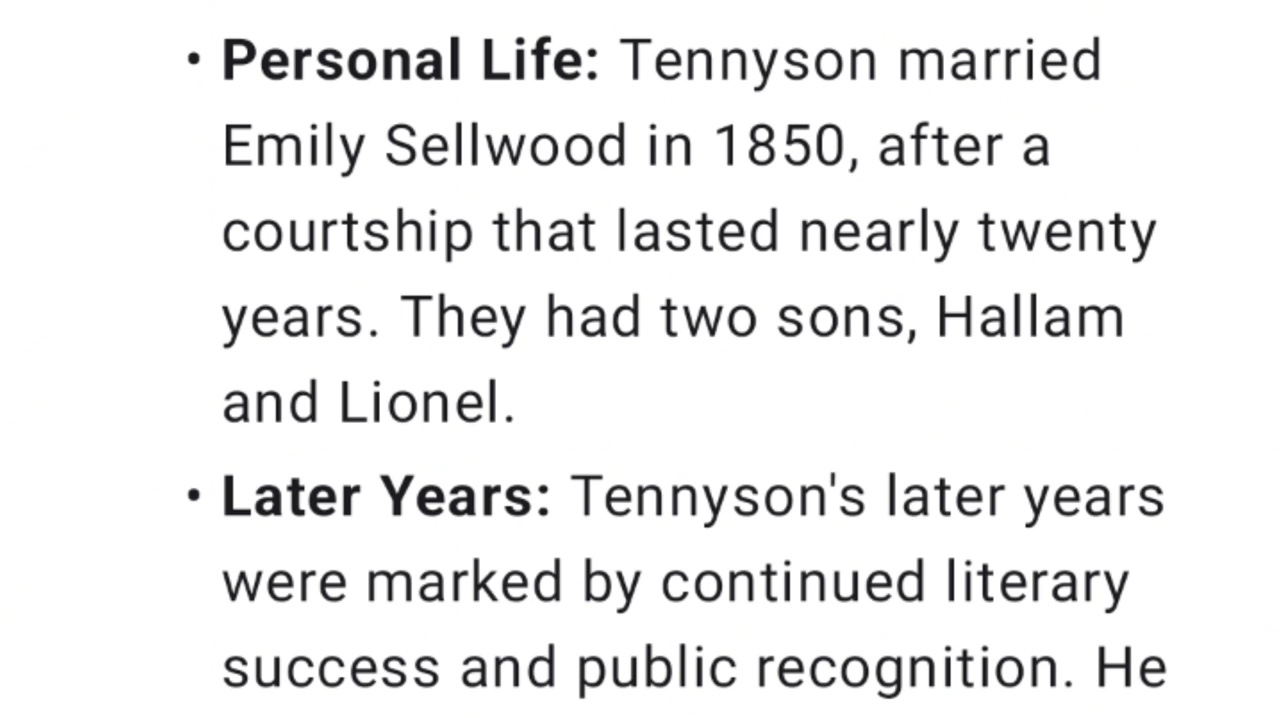 • Personal Life: Tennyson married
Emily Sellwood in 1850, after a
courtship that lasted nearly twenty
years. They had two sons, Hallam
and Lionel.
• Later Years: Tennyson's later years
were marked by continued literary
success and public recognition. He